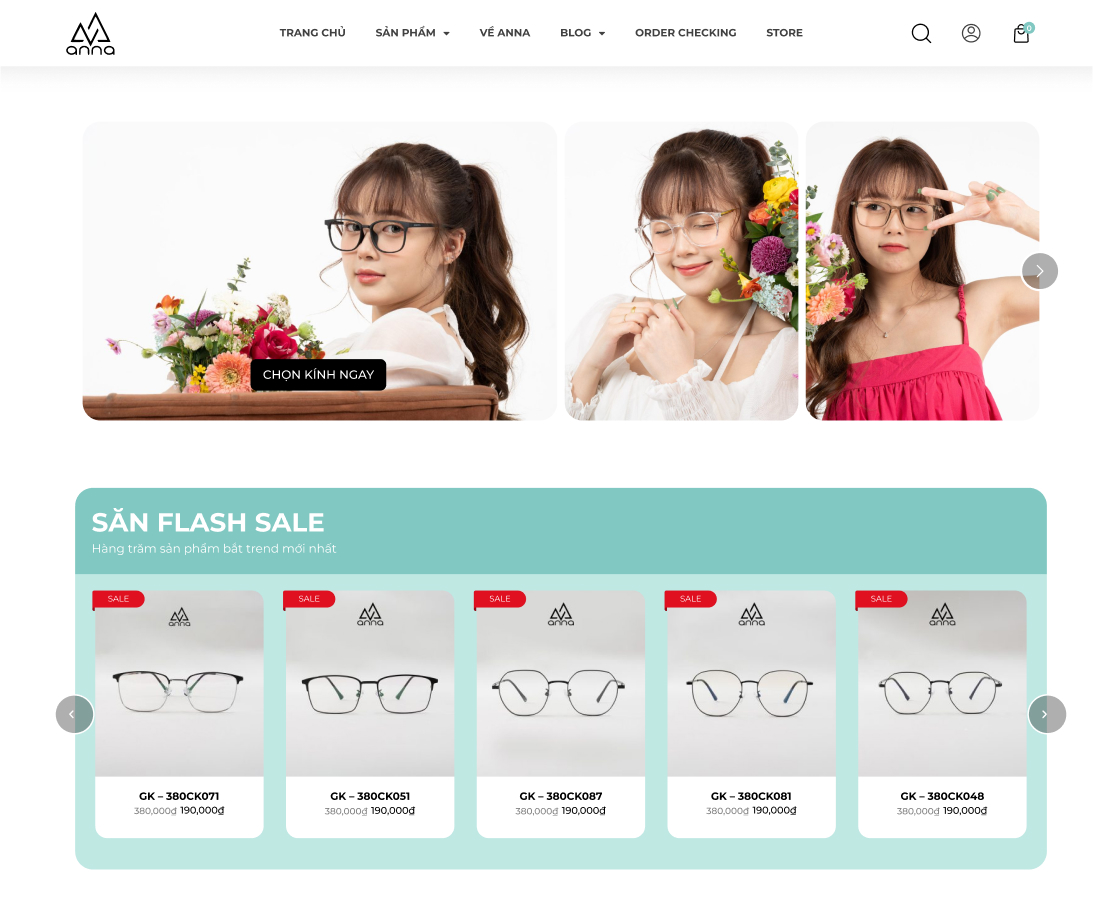 anna
TRANG CHỦ
SẢN PHẨM
VỀ ANNA
BLOG
ORDER CHECKING
STORE
0
CHỌN KÍNH NGAY
SĂN FLASH SALE
Hàng trăm sản phẩm bắt trend mới nhất
SALE
SALE
SALE
SALE
SALE
anna
anna
anna
anna
anna
GK – 380CK071
380,000₫ 190,000₫
GK – 380CK051
380,000₫ 190,000₫
GK – 380CK087
380,000₫ 190,000₫
GK – 380CK081
380,000₫ 190,000₫
GK – 380CK048
380,000₫ 190,000₫